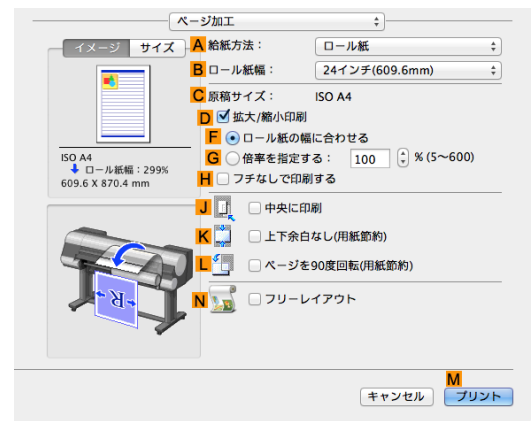 ページ加工
イメージ サイズ
A 給紙方法： ロール紙
B ロール紙幅： 24インチ(609.6mm)
C 原稿サイズ： ISO A4
D 拡大/縮小印刷
F ロール紙の幅に合わせる
G 倍率を指定する： 100 % (5〜600)
H フチなしで印刷する
ISO A4
ロール紙幅：299%
609.6 X 870.4 mm
J 中央に印刷
K 上下余白なし(用紙節約)
L ページを90度回転(用紙節約)
N フリーレイアウト
R
M
キャンセル プリント